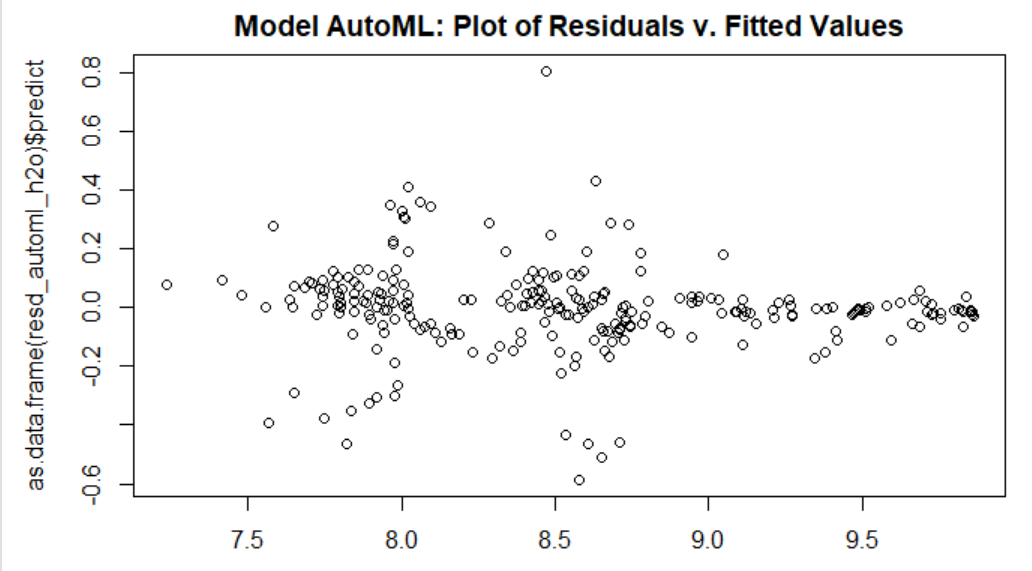 Model AutoML: Plot of Residuals v. Fitted Values
as.data.frame(resd_automl_h2o)$predict
0.8
0.6
0.4
0.2
0.0
-0.2
-0.6
7.5 8.0 8.5 9.0 9.5